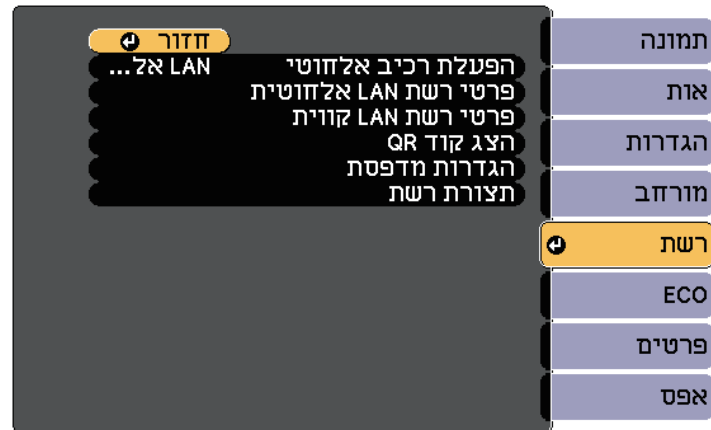 תמונה
אות
הגדרות
מורחב
רשת
ECO
פרטים
אפס
חזור
הפעלת רכיב אלחוטי LAN אל...
פרטי רשת LAN אלחוטית
פרטי רשת LAN קווית
הצג קוד QR
הגדרות מדפסת
תצורת רשת